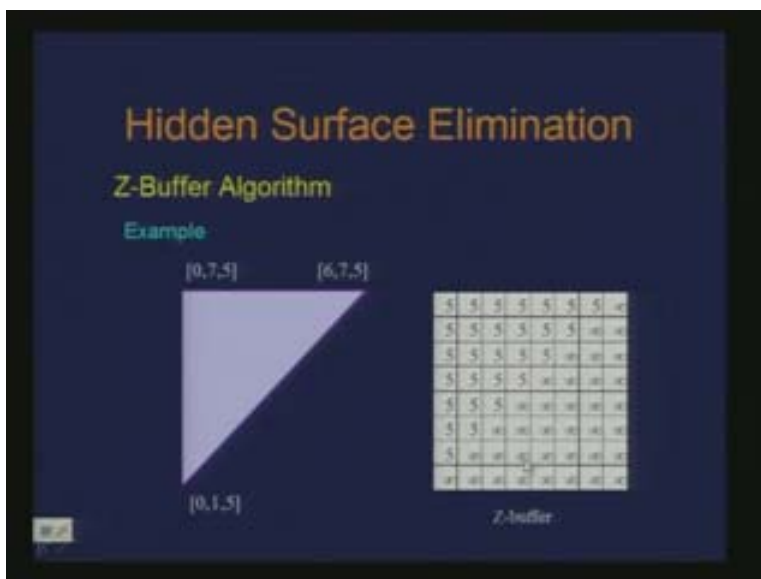 Hidden Surface Elimination
Z-Buffer Algorithm
Example
[0,7,5] [6,7,5]
5 5 5 5 5 5 5 ∞
5 5 5 5 5 5 ∞ ∞
5 5 5 5 5 ∞ ∞ ∞
5 5 5 5 ∞ ∞ ∞ ∞
5 5 5 ∞ ∞ ∞ ∞ ∞
5 5 ∞ ∞ ∞ ∞ ∞ ∞
5 ∞ ∞ ∞ ∞ ∞ ∞ ∞
∞ ∞ ∞ ∞ ∞ ∞ ∞ ∞
[0,1,5]
Z-buffer